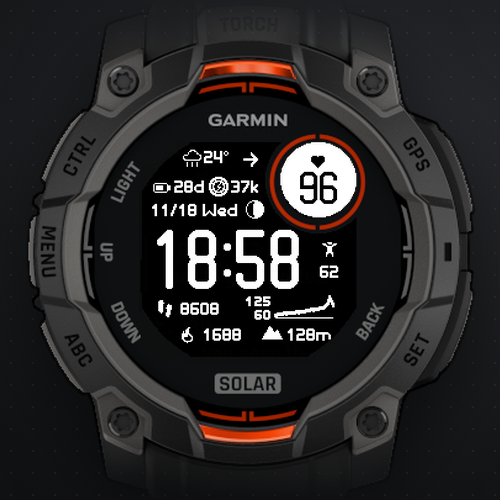 TORCH
GARMIN
CTRL
GPS
LIGHT
24°
96
28d 37k
11/18 Wed
MENU
UP
18:58
62
8608
125
60
1688
128m
DOWN
BACK
ABC
SET
SOLAR